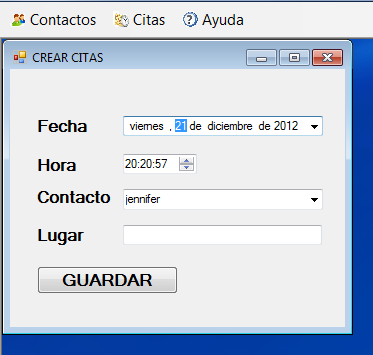 Contactos Citas Ayuda
CREAR CITAS
Fecha viernes , 21 de diciembre de 2012
Hora 20:20:57
Contacto jennifer
Lugar
GUARDAR